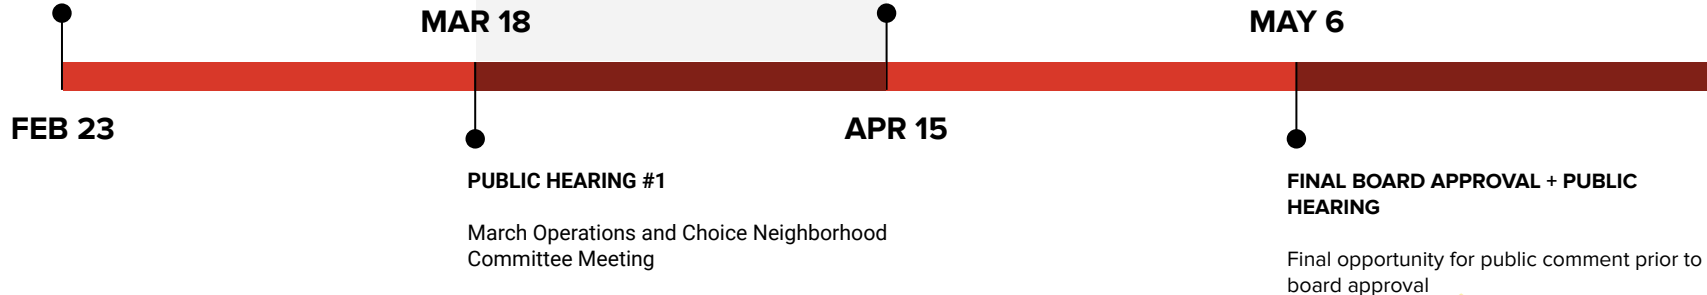 MAR 18
MAY 6
FEB 23
APR 15
PUBLIC HEARING #1
March Operations and Choice Neighborhood
Committee Meeting
FINAL BOARD APPROVAL + PUBLIC
HEARING
Final opportunity for public comment prior to
board approval